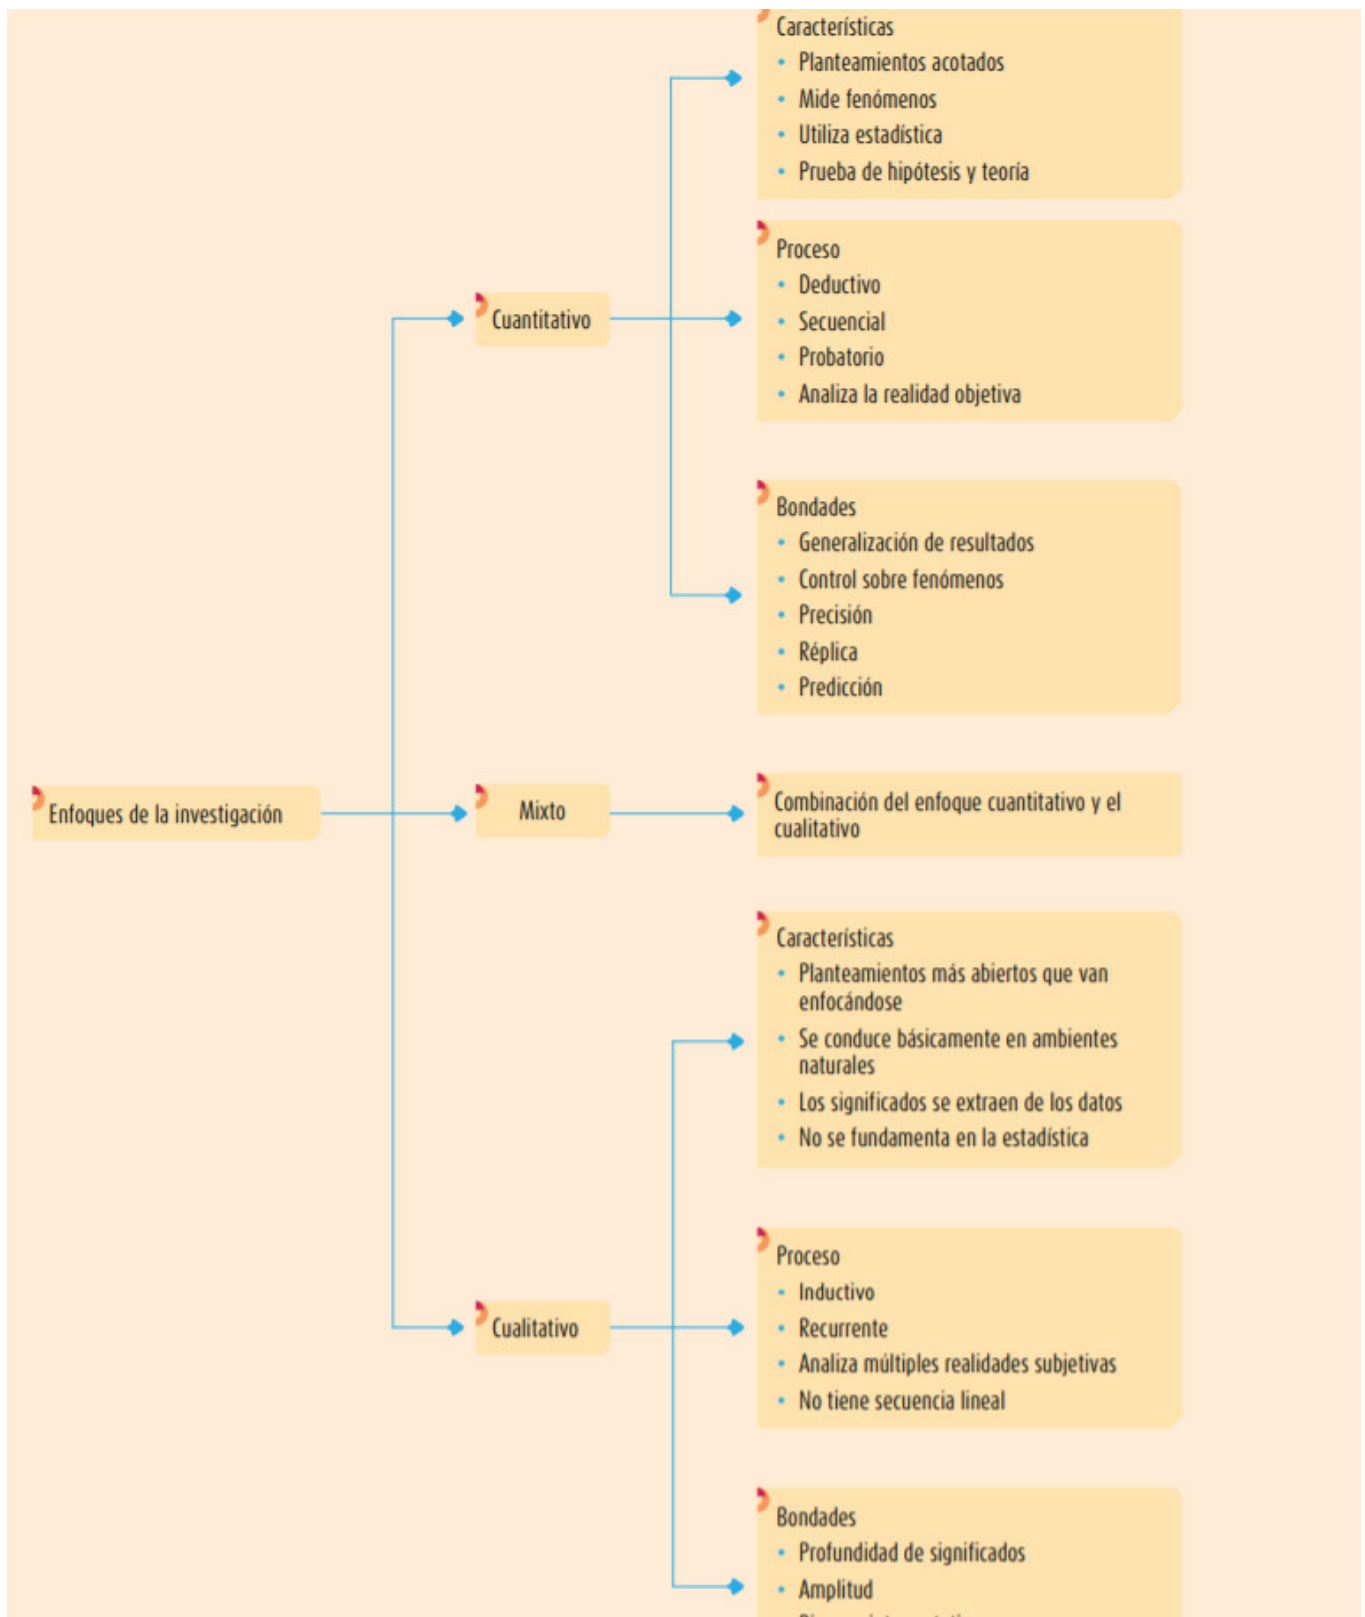 Características
• Planteamientos acotados
• Mide fenómenos
• Utiliza estadística
• Prueba de hipótesis y teoría
Proceso
• Deductivo
• Secuencial
• Probatorio
• Analiza la realidad objetiva
Cuantitativo
Bondades
• Generalización de resultados
• Control sobre fenómenos
• Precisión
• Réplica
• Predicción
Enfoques de la investigación
Mixto
Combinación del enfoque cuantitativo y el
cualitativo
Características
• Planteamientos más abiertos que van
enfocándose
• Se conduce básicamente en ambientes
naturales
• Los significados se extraen de los datos
• No se fundamenta en la estadística
Cualitativo
Proceso
• Inductivo
• Recurrente
• Analiza múltiples realidades subjetivas
• No tiene secuencia lineal
Bondades
• Profundidad de significados
• Amplitud